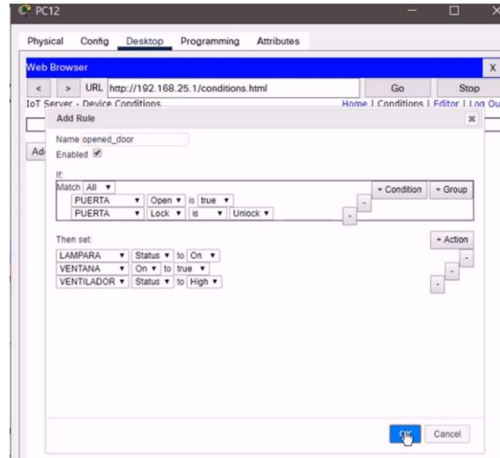 PC12
Physical Config Desktop Programming Attributes
Web Browser X
< > URL http://192.168.25.1/conditions.html Go Stop
IoT Server - Device Conditions Home | Conditions | Editor | Log Ou
Add Rule
Ad
Name opened_door
Enabled
If:
Match All + Condition + Group
PUERTA Open is true -
PUERTA Lock is Unlock -
Then set: + Action
LAMPARA Status to On -
VENTANA On to true -
VENTILADOR Status to High -
OK Cancel